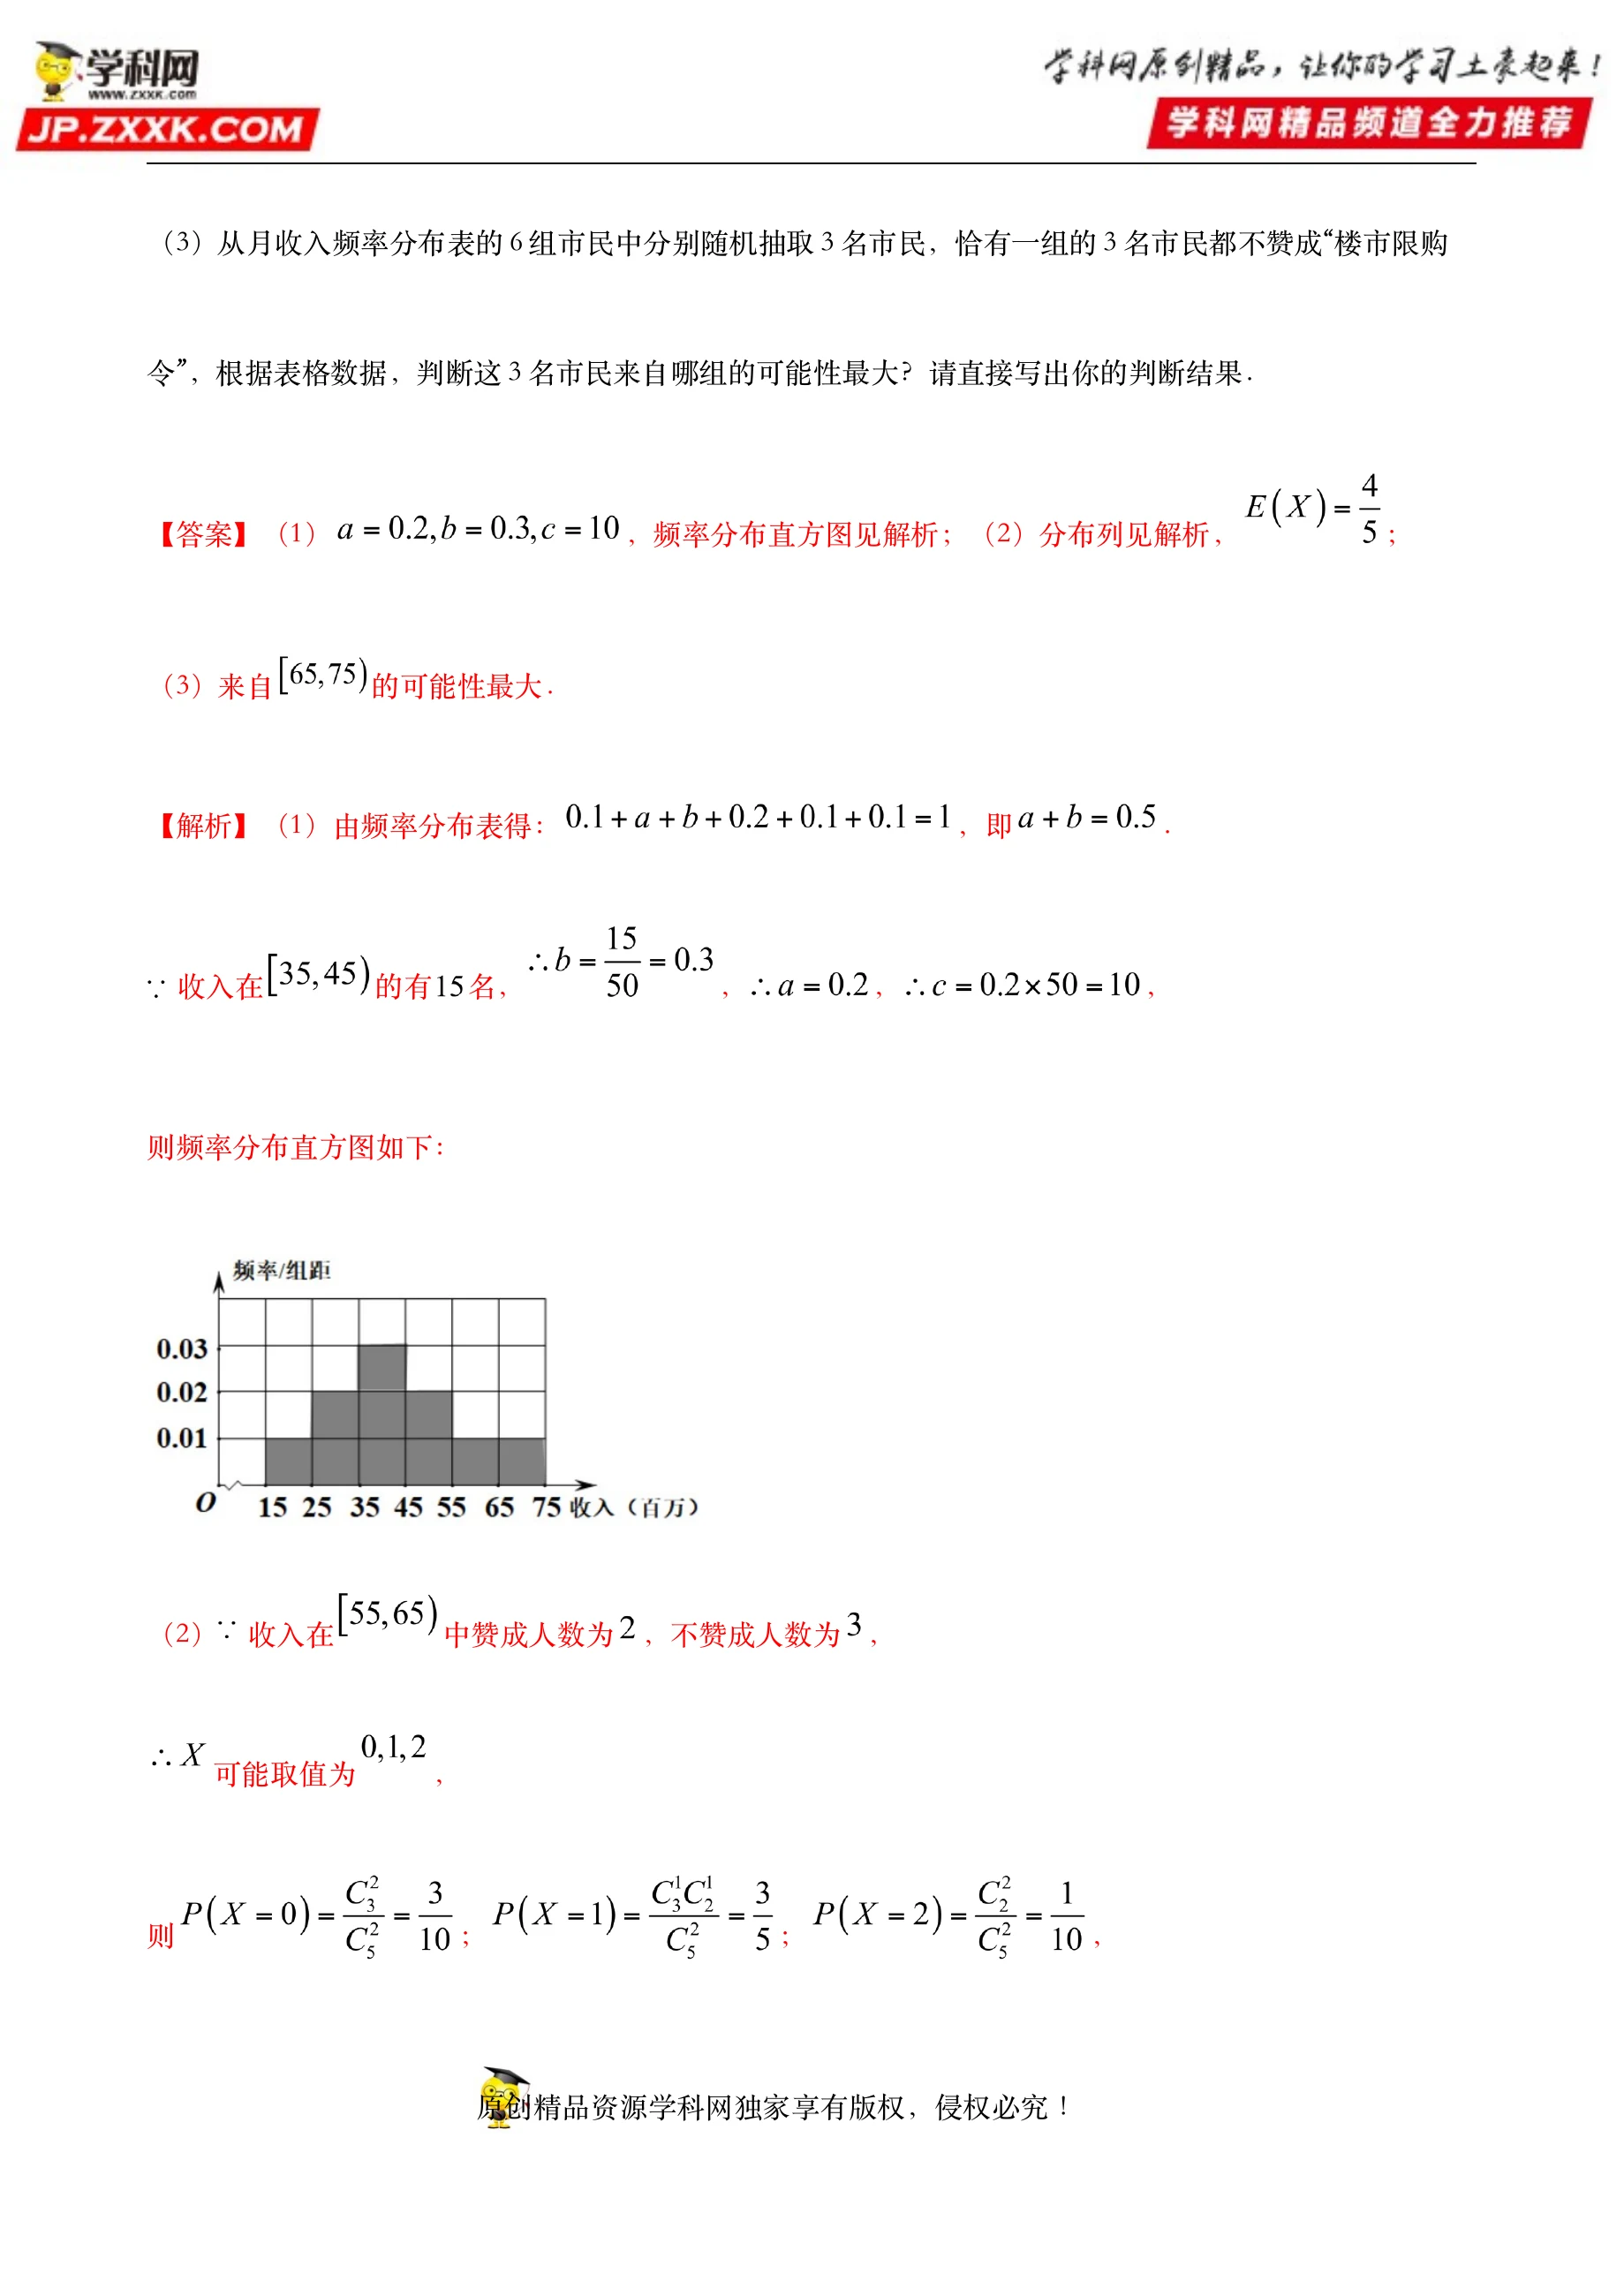 学科网
www.zxxk.com
JP.ZXXK.COM
学科网原创精品，让你的学习土豪起来！
学科网精品频道全力推荐
（3）从月收入频率分布表的 6 组市民中分别随机抽取 3 名市民，恰有一组的 3 名市民都不赞成“楼市限购
令”，根据表格数据，判断这 3 名市民来自哪组的可能性最大？请直接写出你的判断结果．
【答案】（1）a = 0.2, b = 0.3, c = 10，频率分布直方图见解析；（2）分布列见解析，E(X) = 4/5；
（3）来自[65,75)的可能性最大．
【解析】（1）由频率分布表得：0.1 + a + b + 0.2 + 0.1 + 0.1 = 1，即 a + b = 0.5．
∵ 收入在[35,45)的有15名，∴b = 15/50 = 0.3，∴a = 0.2，∴c = 0.2×50 = 10，
则频率分布直方图如下：
频率/组距
0.03
0.02
0.01
O 15 25 35 45 55 65 75 收入（百万）
（2）∵ 收入在[55,65)中赞成人数为 2，不赞成人数为 3，
∴ X 可能取值为 0,1,2，
则 P(X = 0) = C_3^2/C_5^2 = 3/10；P(X = 1) = C_3^1C_2^1/C_5^2 = 3/5；P(X = 2) = C_2^2/C_5^2 = 1/10，
原创精品资源学科网独家享有版权，侵权必究！